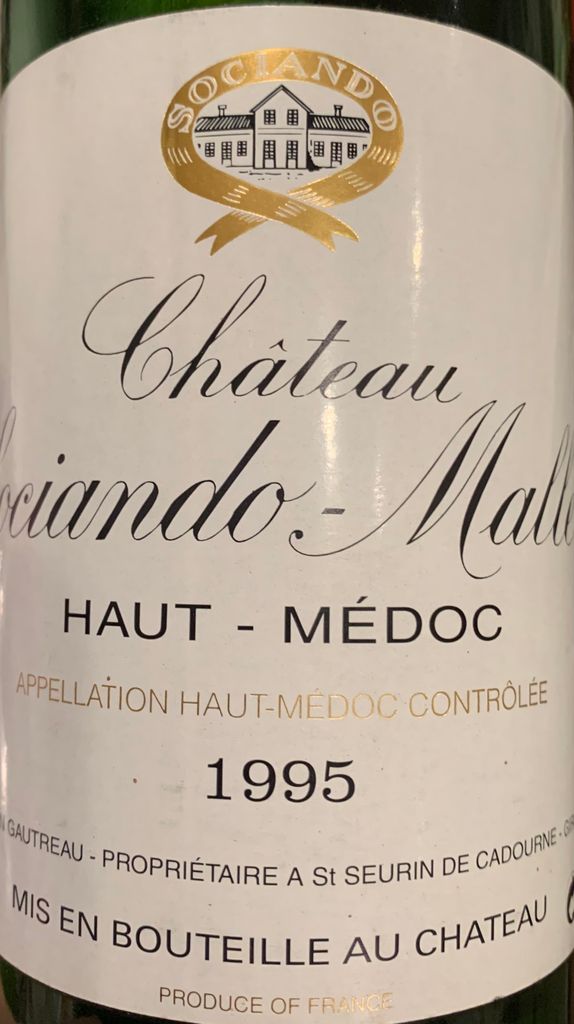 SOCIANDO
Château
ociando-Mall
HAUT - MÉDOC
APPELLATION HAUT-MÉDOC CONTRÔLÉE
1995
N GAUTREAU - PROPRIÉTAIRE A St SEURIN DE CADOURNE -
MIS EN BOUTEILLE AU CHATEAU
PRODUCE OF FRANCE